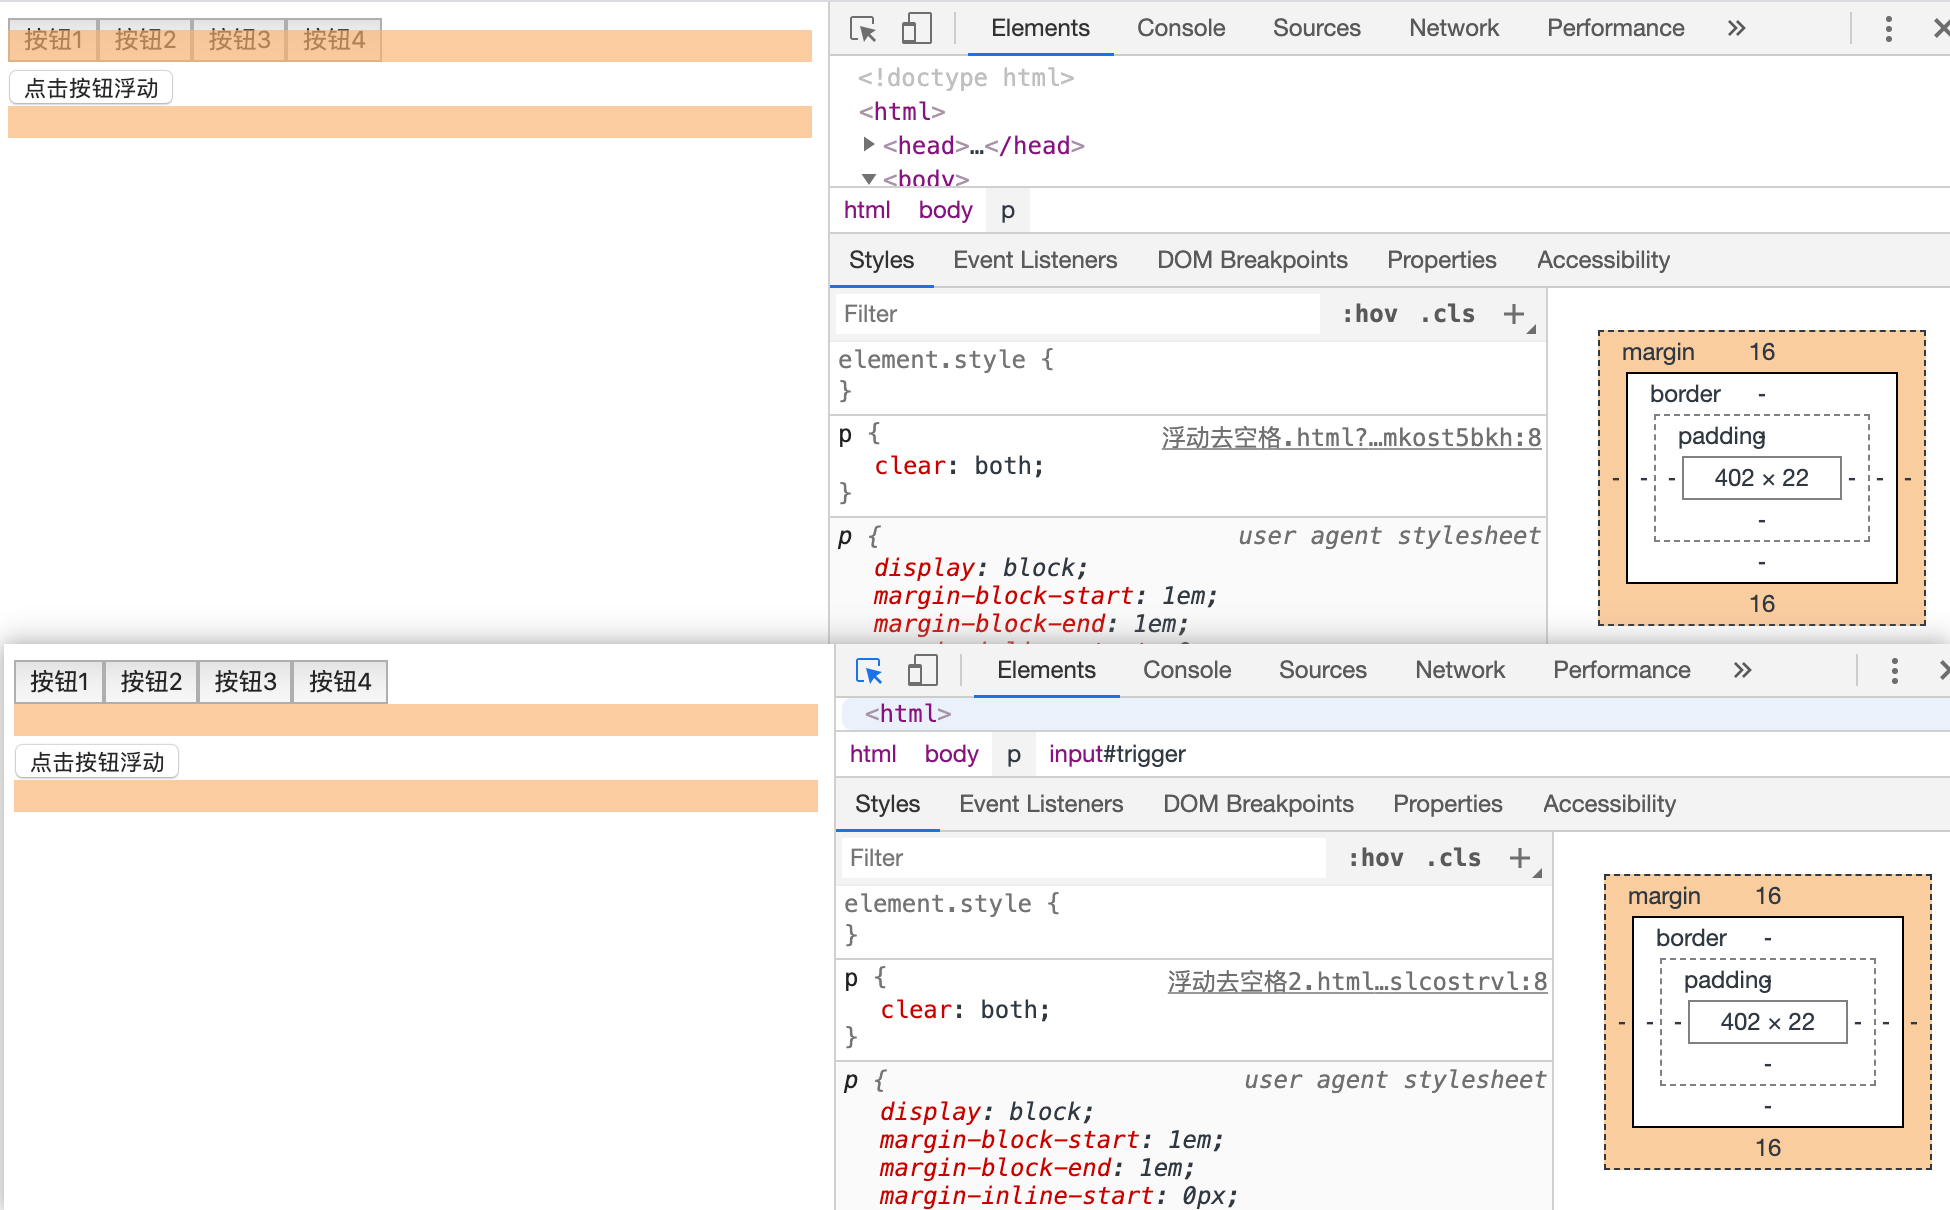 按钮1 按钮2 按钮3 按钮4
点击按钮浮动
Elements Console Sources Network Performance »
<!doctype html>
<html>
<head>…</head>
<body>
html body p
Styles Event Listeners DOM Breakpoints Properties Accessibility
Filter :hov .cls +
element.style {
}
p { 浮动去空格.html?…mkost5bkh:8
clear: both;
}
p { user agent stylesheet
display: block;
margin-block-start: 1em;
margin-block-end: 1em;
margin 16
border -
padding -
- - - 402 × 22 - - -
-
-
16
按钮1 按钮2 按钮3 按钮4
点击按钮浮动
Elements Console Sources Network Performance »
<html>
html body p input#trigger
Styles Event Listeners DOM Breakpoints Properties Accessibility
Filter :hov .cls +
element.style {
}
p { 浮动去空格2.html…slcostrvl:8
clear: both;
}
p { user agent stylesheet
display: block;
margin-block-start: 1em;
margin-block-end: 1em;
margin-inline-start: 0px;
margin 16
border -
padding -
- - - 402 × 22 - - -
-
-
16